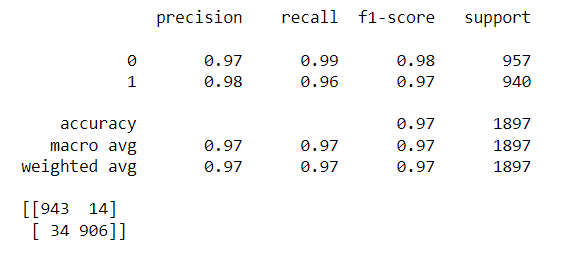 precision recall f1-score support
0 0.97 0.99 0.98 957
1 0.98 0.96 0.97 940
accuracy 0.97 1897
macro avg 0.97 0.97 0.97 1897
weighted avg 0.97 0.97 0.97 1897
[[943 14]
[ 34 906]]